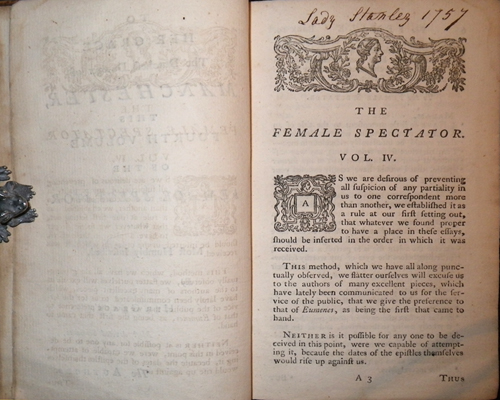 Lady Stanley 1757
THE
FEMALE SPECTATOR.
VOL. IV.
AS we are desirous of preventing
all suspicion of any partiality in
us to one correspondent more
than another, we established it as
a rule at our first setting out,
that whatever we found proper
to have a place in these essays,
should be inserted in the order in which it was
received.
THIS method, which we have all along punc-
tually observed, we flatter ourselves will excuse us
to the authors of many excellent pieces, which
have lately been communicated to us for the ser-
vice of the public, that we give the preference to
that of Eumenes, as being the first that came to
hand.
NEITHER is it possible for any one to be de-
ceived in this point, were we capable of attempt-
ing it, becaude the dates of the epistles themselves
would rise up against us.
A 3 THUS